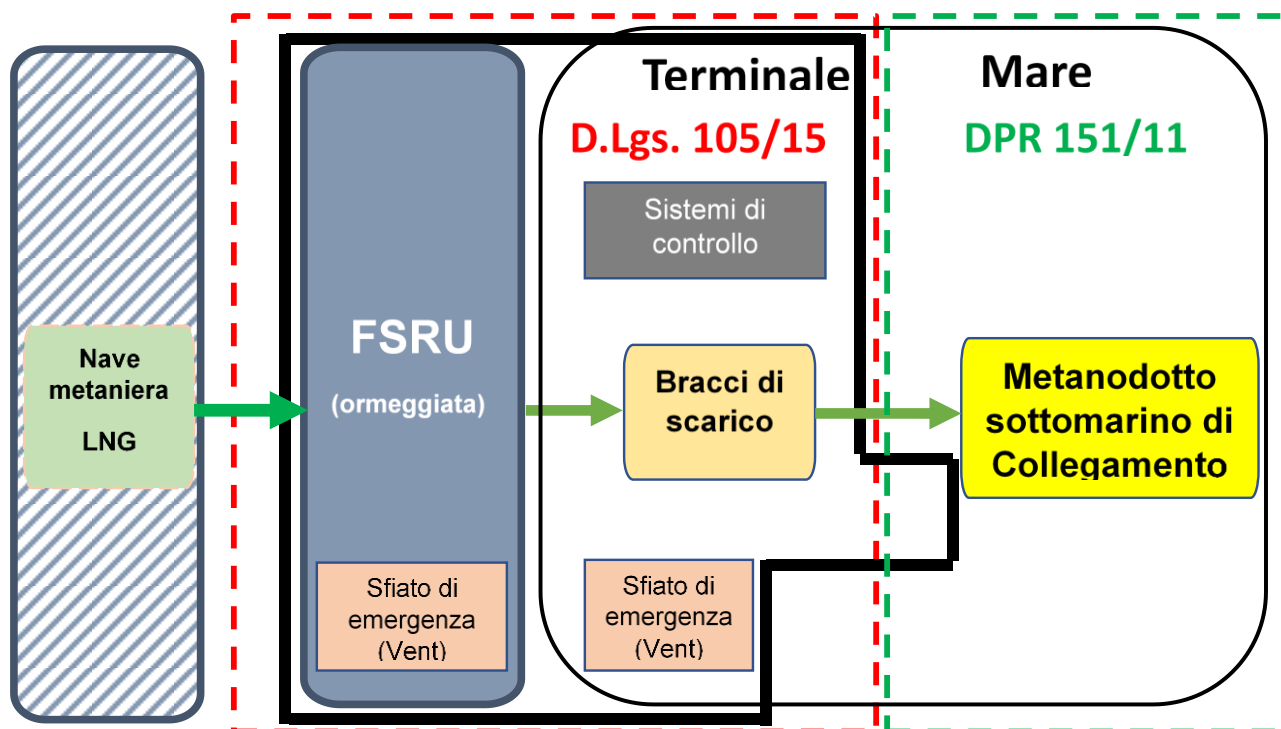 Terminale
Mare
D.Lgs. 105/15
DPR 151/11
Sistemi di
controllo
Nave
metaniera
LNG
FSRU
(ormeggiata)
Bracci di
scarico
Metanodotto
sottomarino di
Collegamento
Sfiato di
emergenza
(Vent)
Sfiato di
emergenza
(Vent)